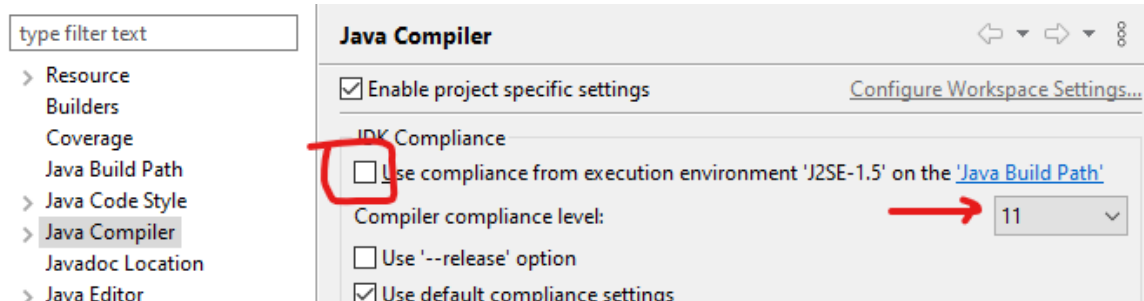 type filter text
Resource
Builders
Coverage
Java Build Path
Java Code Style
Java Compiler
Javadoc Location
Java Editor
Java Compiler
Enable project specific settings
Configure Workspace Settings...
JDK Compliance
Use compliance from execution environment 'J2SE-1.5' on the 'Java Build Path'
Compiler compliance level:
11
Use '--release' option
Use default compliance settings